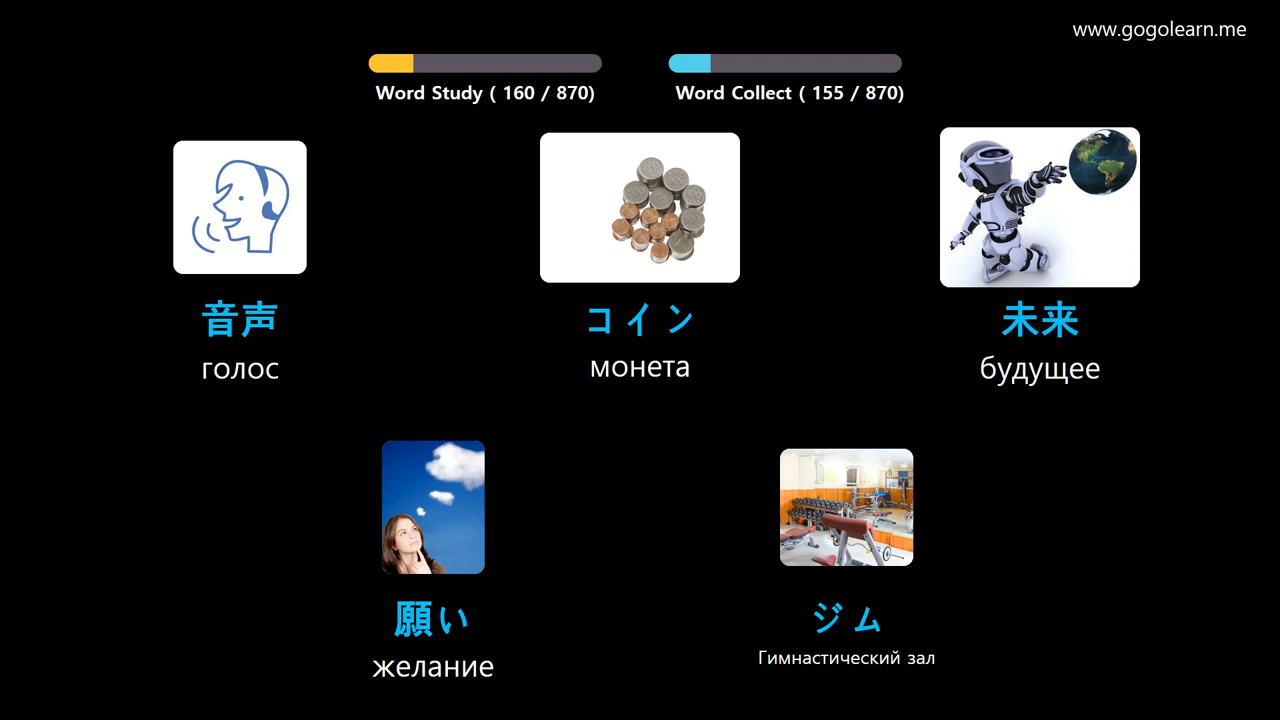 www.gogolearn.me
Word Study ( 160 / 870)
Word Collect ( 155 / 870)
音声
голос
コイン
монета
未来
будущее
願い
желание
ジム
Гимнастический зал